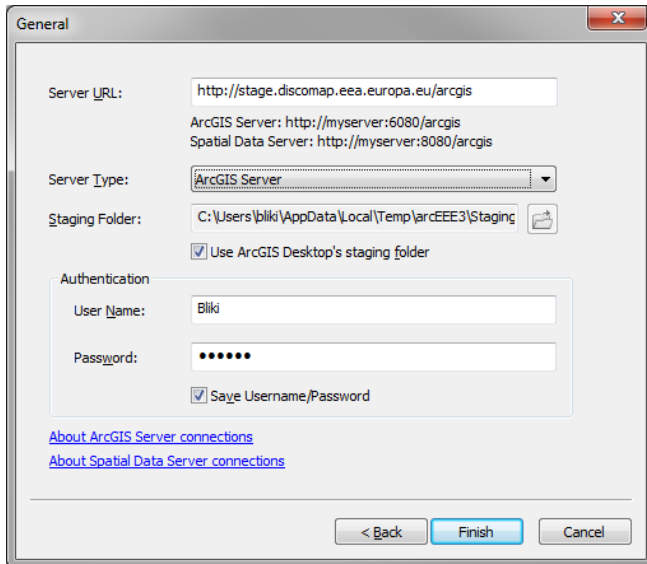 General
Server URL: http://stage.discomap.eea.europa.eu/arcgis
ArcGIS Server: http://myserver:6080/arcgis
Spatial Data Server: http://myserver:8080/arcgis
Server Type: ArcGIS Server
Staging Folder: C:\Users\bliki\AppData\Local\Temp\arcEEE3\Staging
Use ArcGIS Desktop's staging folder
Authentication
User Name: Bliki
Password: ••••••
Save Username/Password
About ArcGIS Server connections
About Spatial Data Server connections
< Back Finish Cancel